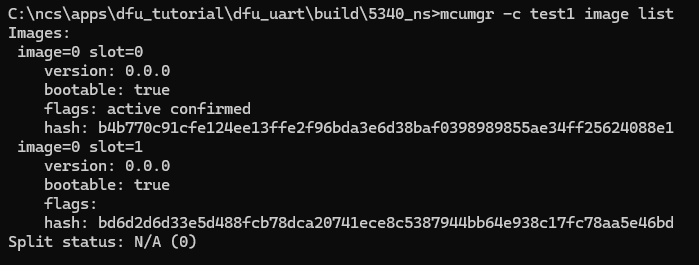 C:\ncs\apps\dfu_tutorial\dfu_uart\build\5340_ns>mcumgr -c test1 image list
Images:
 image=0 slot=0
    version: 0.0.0
    bootable: true
    flags: active confirmed
    hash: b4b770c91cfe124ee13ffe2f96bda3e6d38baf0398989855ae34ff25624088e1
 image=0 slot=1
    version: 0.0.0
    bootable: true
    flags:
    hash: bd6d2d6d33e5d488fcb78dca20741ece8c5387944bb64e938c17fc78aa5e46bd
Split status: N/A (0)